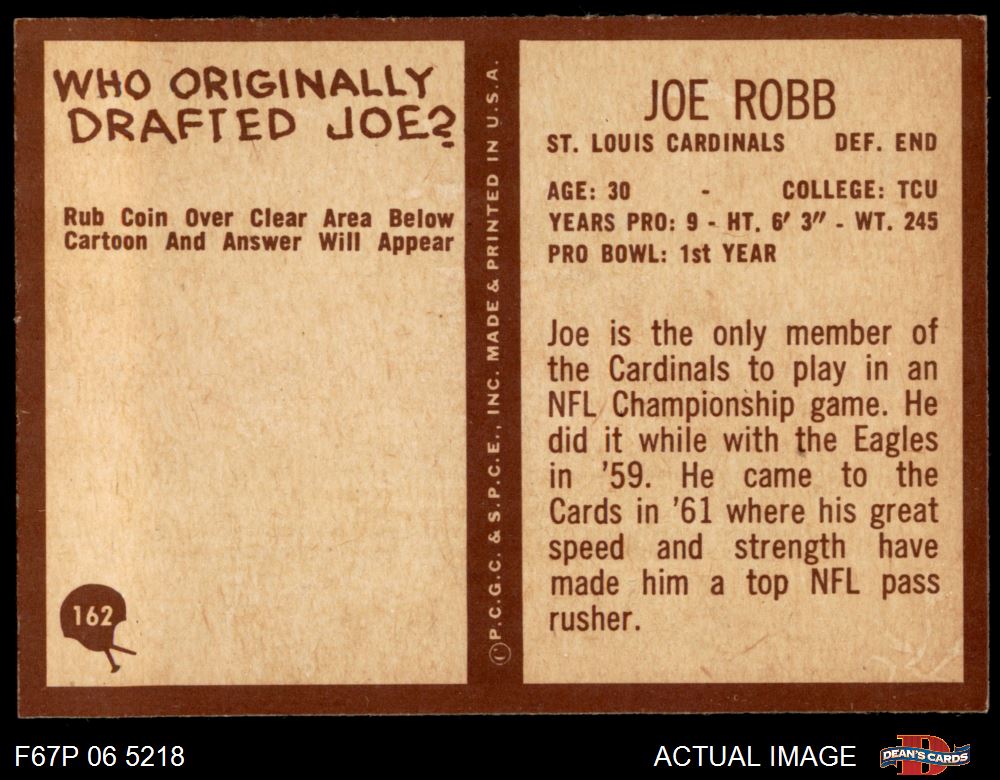 WHO ORIGINALLY
DRAFTED JOE?
Rub Coin Over Clear Area Below
Cartoon And Answer Will Appear
162
©P.C.G.C. & S.P.C.E., INC. MADE & PRINTED IN U.S.A.
JOE ROBB
ST. LOUIS CARDINALS DEF. END
AGE: 30 - COLLEGE: TCU
YEARS PRO: 9 - HT. 6′ 3″ - WT. 245
PRO BOWL: 1st YEAR
Joe is the only member of
the Cardinals to play in an
NFL Championship game. He
did it while with the Eagles
in '59. He came to the
Cards in '61 where his great
speed and strength have
made him a top NFL pass
rusher.
F67P 06 5218
ACTUAL IMAGE
DEAN'S CARDS